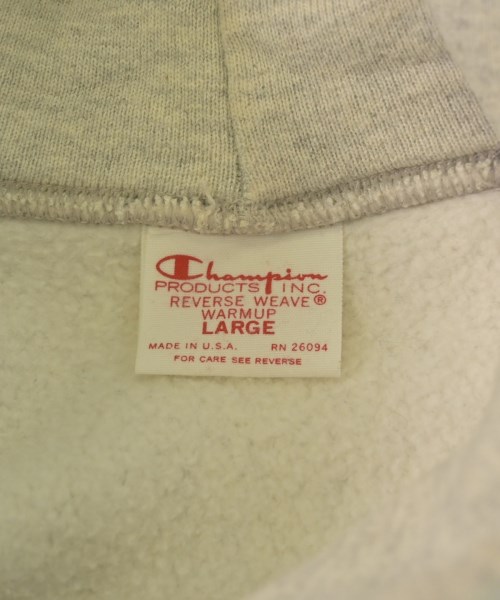 Champion
PRODUCTS INC.
REVERSE WEAVE®
WARMUP
LARGE
MADE IN U.S.A. RN 26094
FOR CARE SEE REVERSE